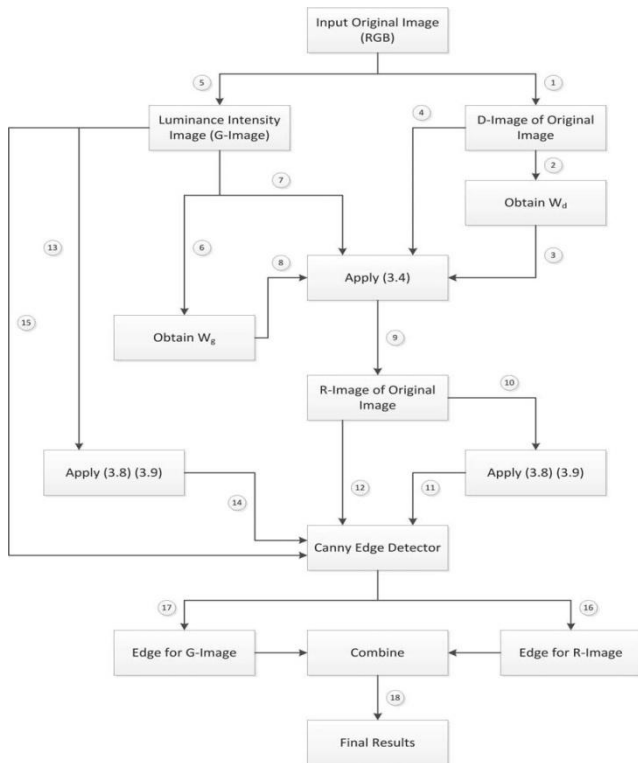 Input Original Image
(RGB)
5
1
Luminance Intensity
Image (G-Image)
4
D-Image of Original
Image
2
7
Obtain Wd
13
6
8
3
Apply (3.4)
15
Obtain Wg
9
R-Image of Original
Image
10
Apply (3.8) (3.9)
12
11
Apply (3.8) (3.9)
14
Canny Edge Detector
17
16
Edge for G-Image
Combine
Edge for R-Image
18
Final Results